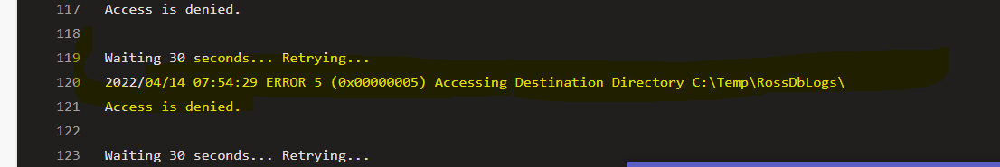 117 Access is denied.
118
119 Waiting 30 seconds... Retrying...
120 2022/04/14 07:54:29 ERROR 5 (0x00000005) Accessing Destination Directory C:\Temp\RossDbLogs\
121 Access is denied.
122
123 Waiting 30 seconds... Retrying...